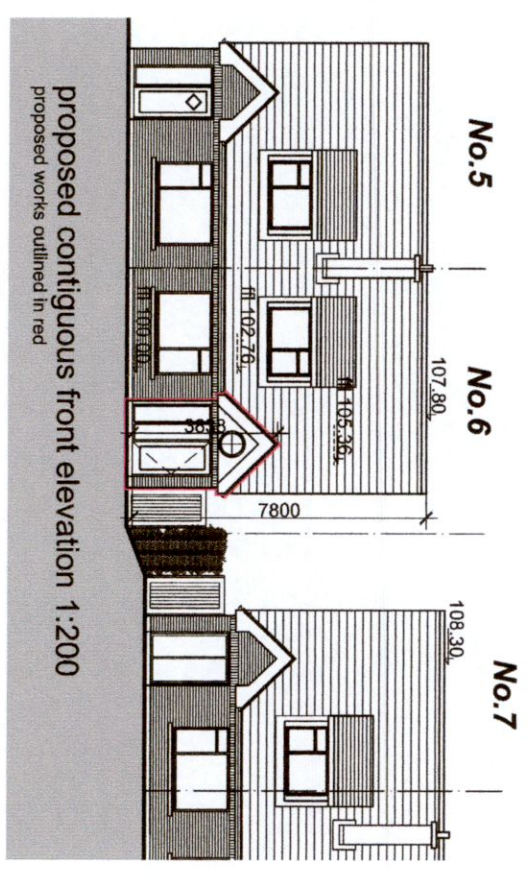 No.5
No.6
No.7
107.80
108.30
ffl 105.36
ffl 102.76
ffl 100.00
3638
7800
proposed contiguous front elevation 1:200
proposed works outlined in red